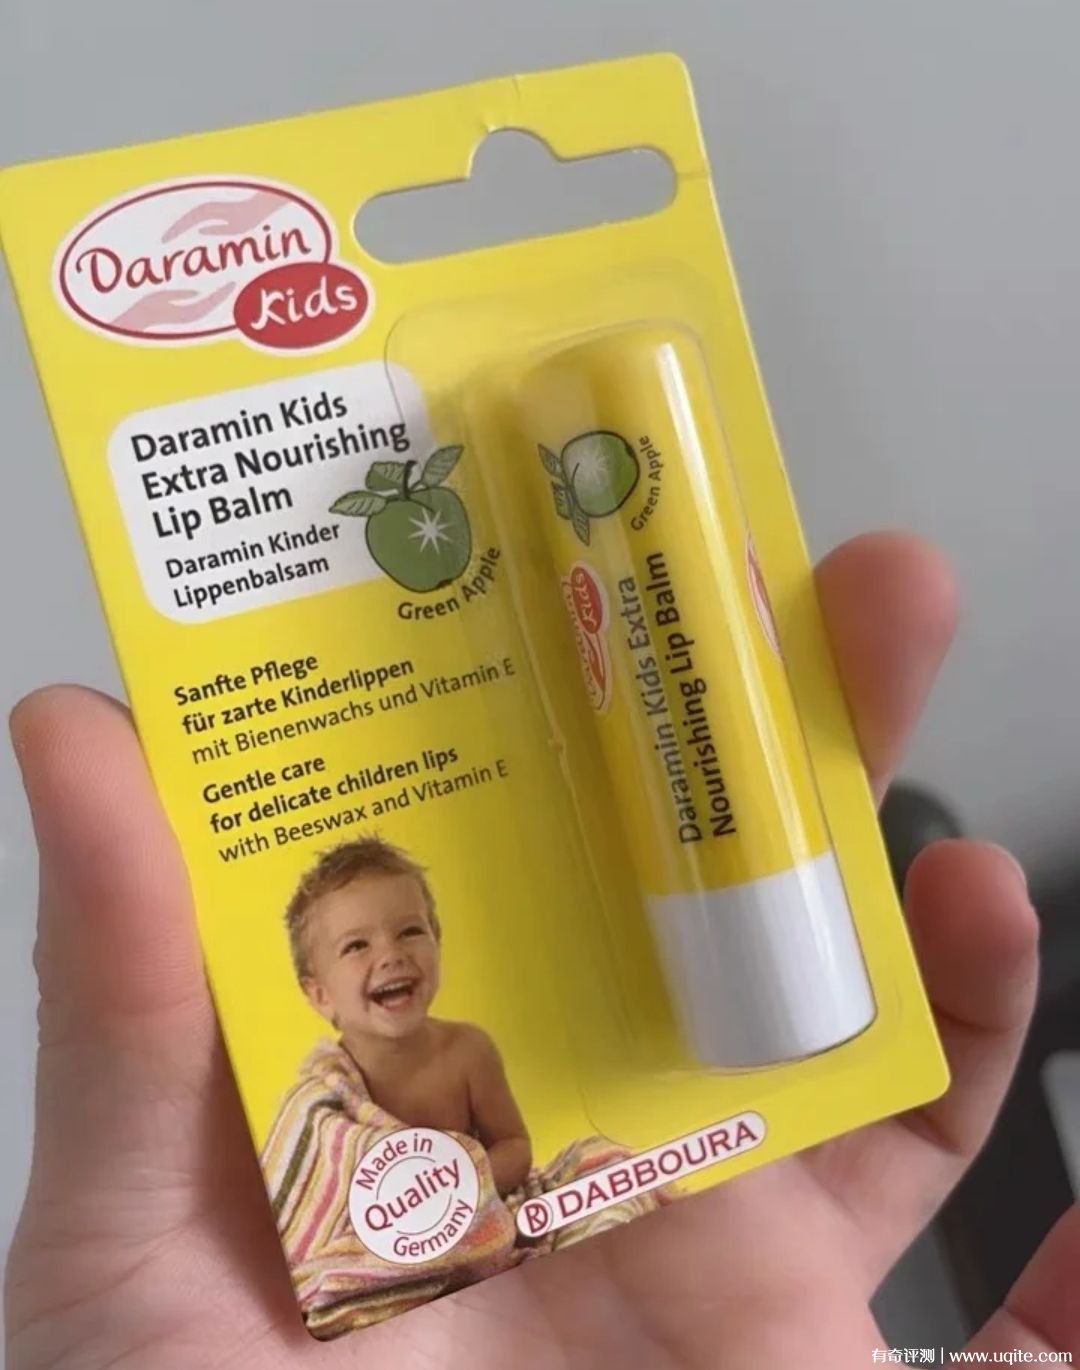 Daramin
Kids
Daramin Kids
Extra Nourishing
Lip Balm
Daramin Kinder
Lippenbalsam
Green Apple
Sanfte Pflege
für zarte Kinderlippen
mit Bienenwachs und Vitamin E
Gentle care
for delicate children lips
with Beeswax and Vitamin E
Green Apple
Daramin
Kids
Daramin Kids Extra
Nourishing Lip Balm
Made in
Quality
Germany
DABBOURA
有奇评测 | www.uqite.com